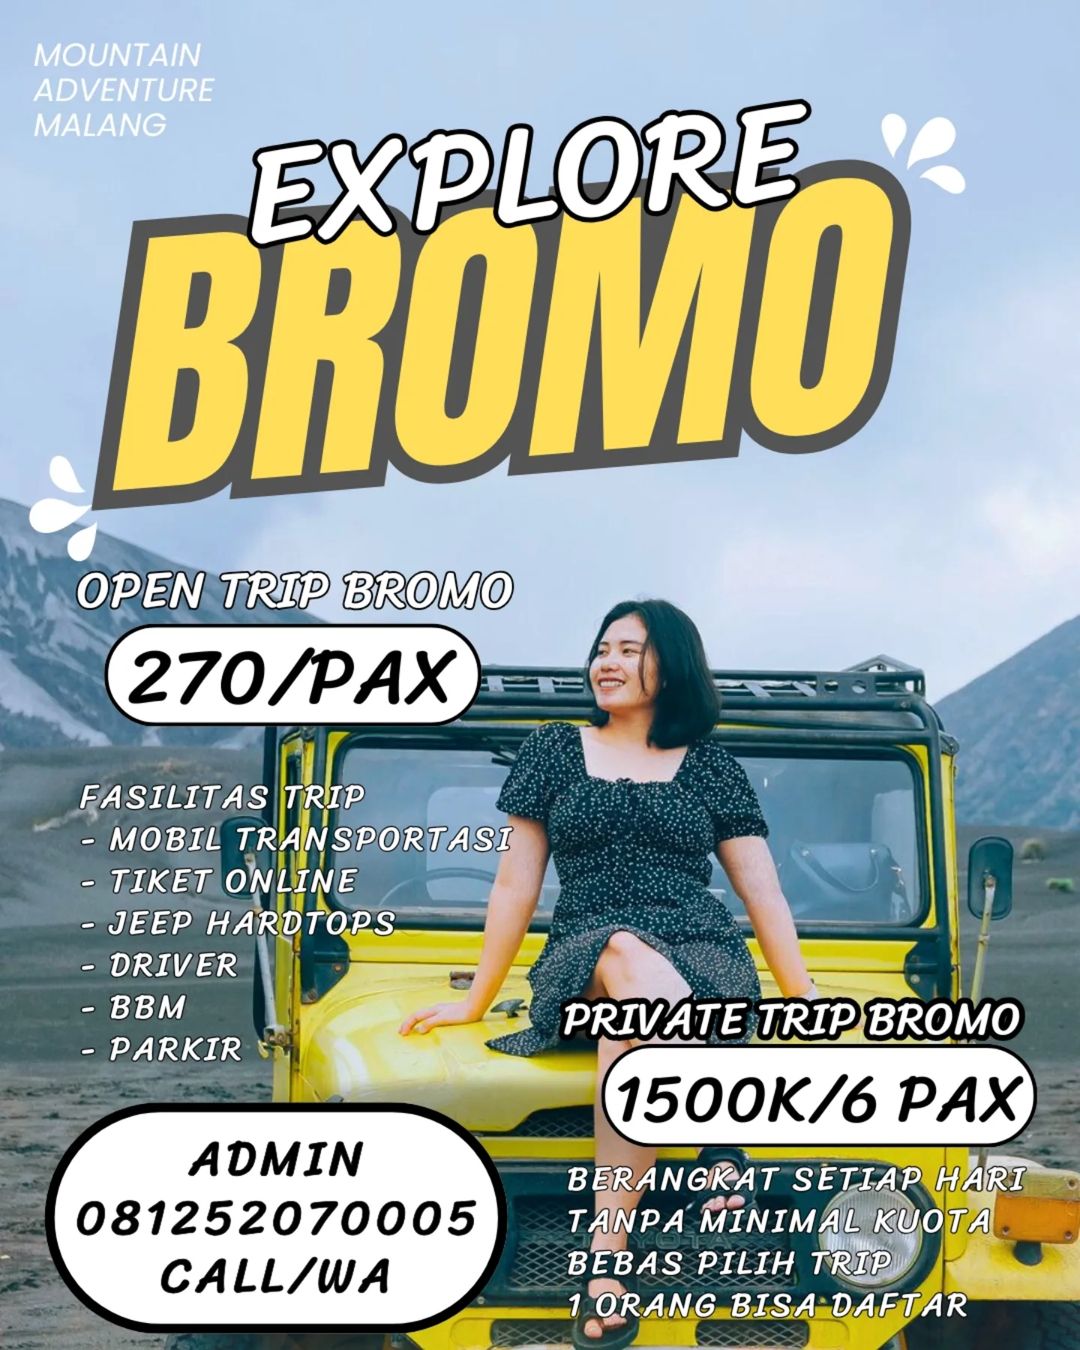 MOUNTAIN
ADVENTURE
MALANG
EXPLORE
BROMO
OPEN TRIP BROMO
270/PAX
FASILITAS TRIP
- MOBIL TRANSPORTASI
- TIKET ONLINE
- JEEP HARDTOPS
- DRIVER
- BBM
- PARKIR
PRIVATE TRIP BROMO
1500K/6 PAX
ADMIN
081252070005
CALL/WA
BERANGKAT SETIAP HARI
TANPA MINIMAL KUOTA
BEBAS PILIH TRIP
1 ORANG BISA DAFTAR
TOYOTA